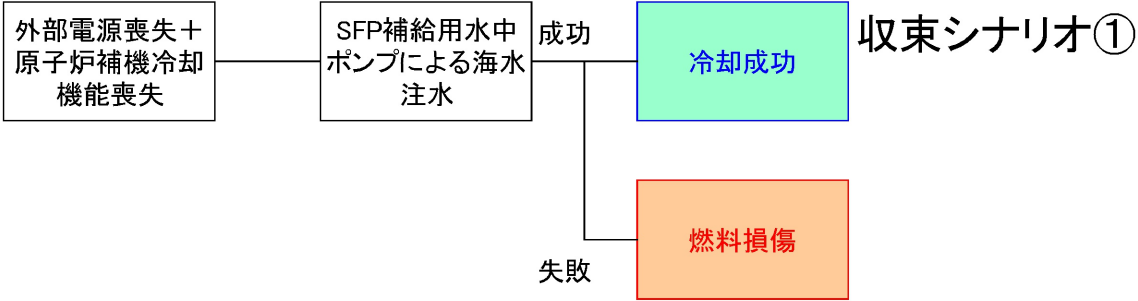 外部電源喪失＋
原子炉補機冷却
機能喪失
SFP補給用水中
ポンプによる海水
注水
成功
冷却成功
収束シナリオ①
燃料損傷
失敗